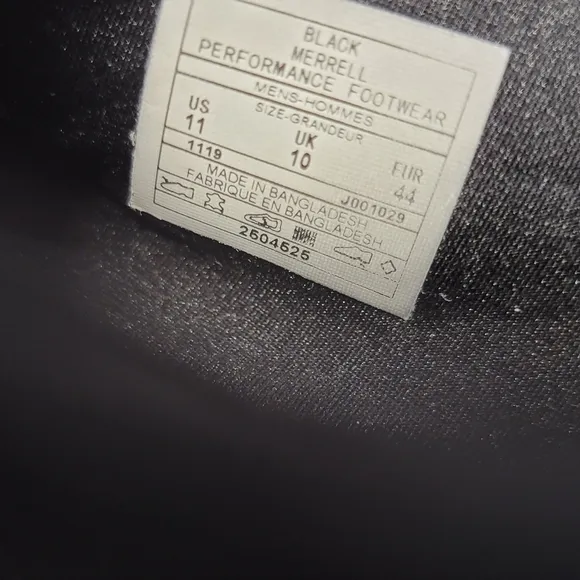 BLACK
MERRELL
PERFORMANCE FOOTWEAR
MENS-HOMMES
SIZE-GRANDEUR
US UK EUR
11 10 44
1119 J001029
MADE IN BANGLADESH
FABRIQUE EN BANGLADESH
2504525